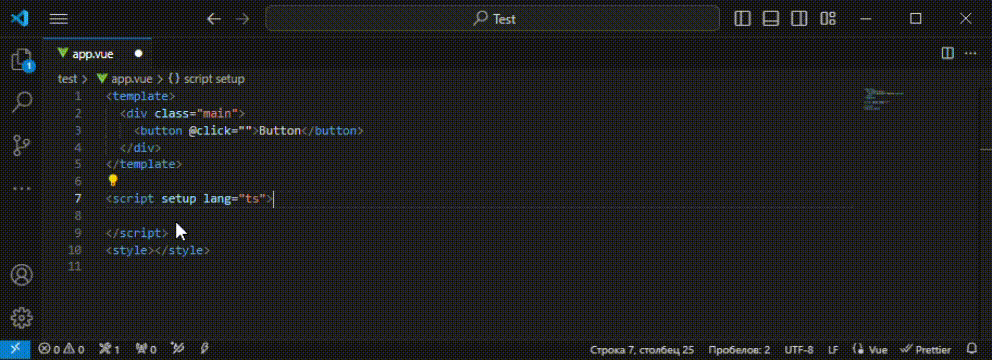 Test
app.vue
1
test > app.vue > {} script setup
1 <template>
2 <div class="main">
3 <button @click="">Button</button>
4 </div>
5 </template>
6
7 <script setup lang="ts">
8
9 </script>
10 <style></style>
11
0 0 1 0 Строка 7, столбец 25 Пробелов: 2 UTF-8 LF Vue Prettier